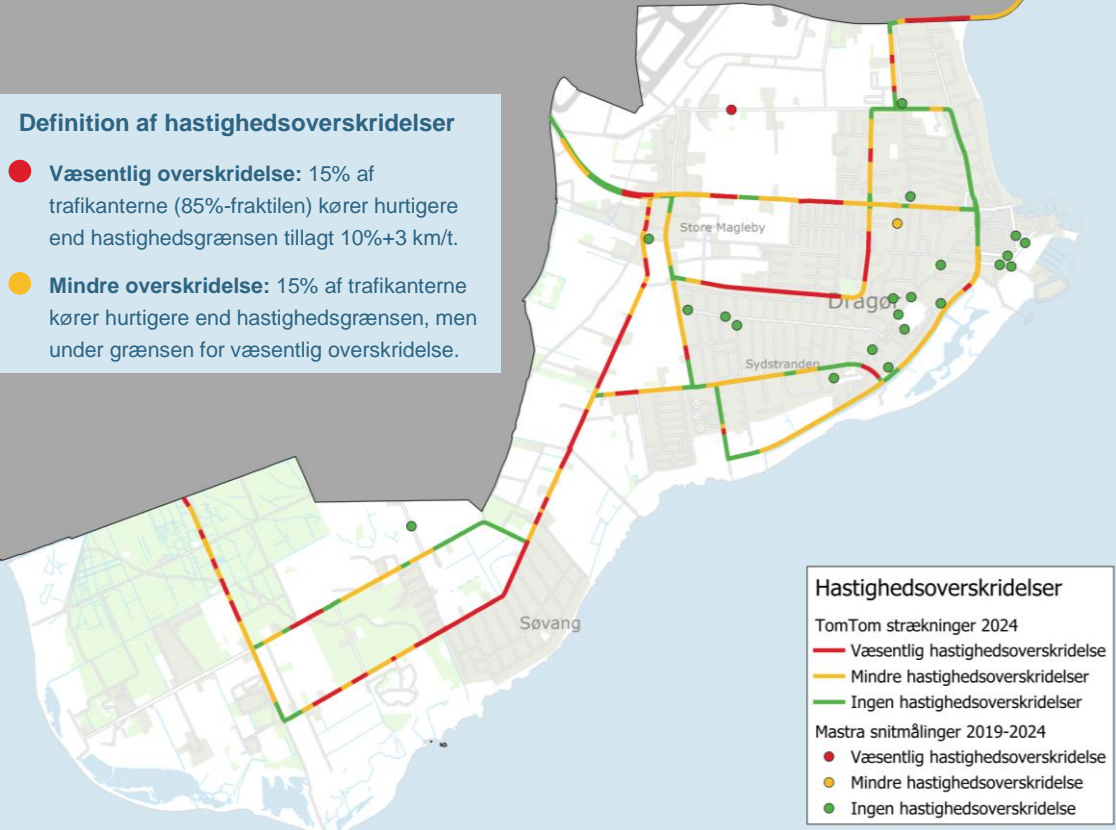 Definition af hastighedsoverskridelser
Væsentlig overskridelse: 15% af
trafikanterne (85%-fraktilen) kører hurtigere
end hastighedsgrænsen tillagt 10%+3 km/t.
Mindre overskridelse: 15% af trafikanterne
kører hurtigere end hastighedsgrænsen, men
under grænsen for væsentlig overskridelse.
Store Magleby
Dragør
Sydstranden
Søvang
Hastighedsoverskridelser
TomTom strækninger 2024
Væsentlig hastighedsoverskridelse
Mindre hastighedsoverskridelser
Ingen hastighedsoverskridelser
Mastra snitmålinger 2019-2024
Væsentlig hastighedsoverskridelse
Mindre hastighedsoverskridelse
Ingen hastighedsoverskridelse